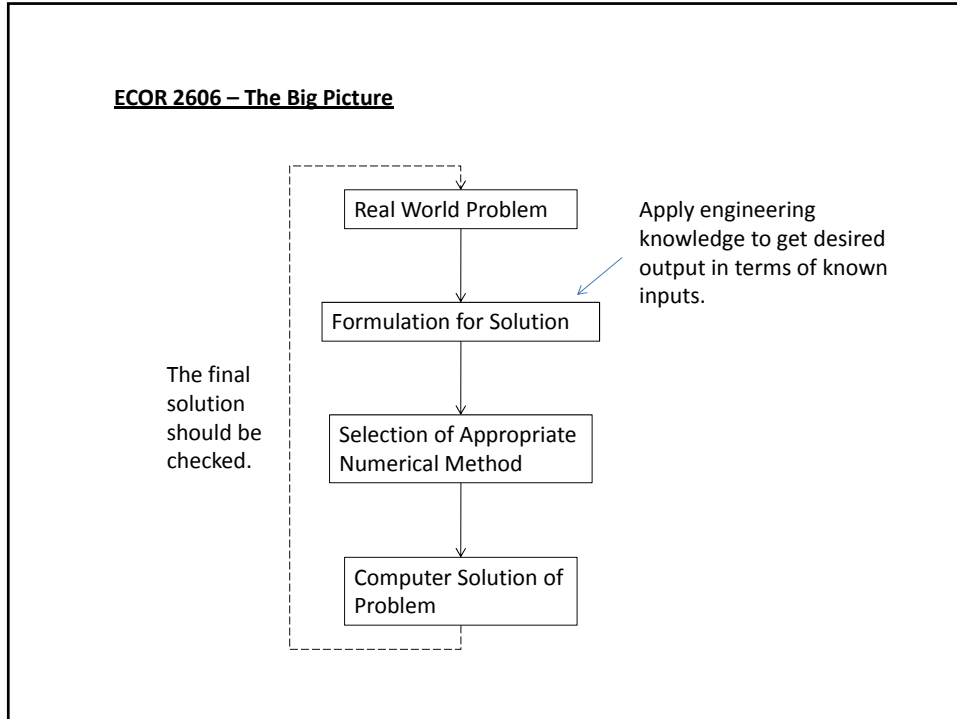 ECOR 2606 – The Big Picture
Real World Problem
Apply engineering
knowledge to get desired
output in terms of known
inputs.
Formulation for Solution
The final
solution
should be
checked.
Selection of Appropriate
Numerical Method
Computer Solution of
Problem